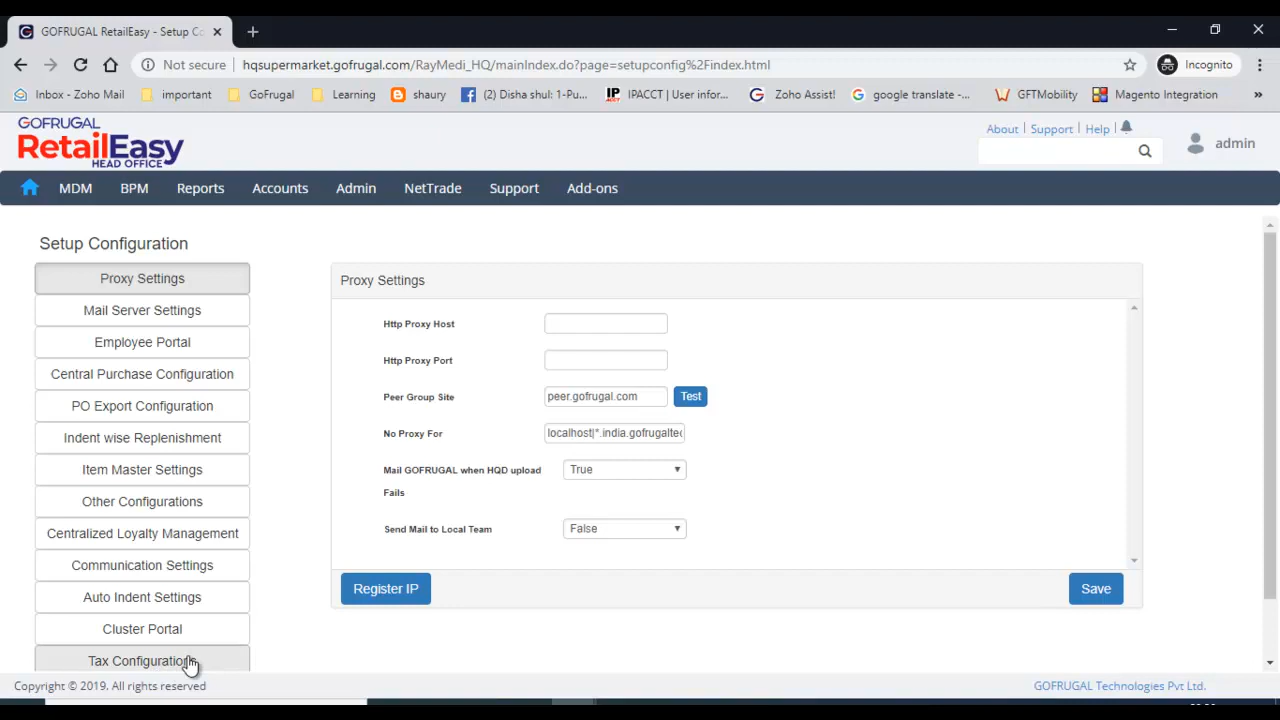 GOFRUGAL RetailEasy - Setup Co
Not secure
hqsupermarket.gofrugal.com/RayMedi_HQ/mainIndex.do?page=setupconfig%2Findex.html
Incognito
Inbox - Zoho Mail
important
GoFrugal
Learning
shaury
(2) Disha shul: 1-Pu...
IPACCT | User infor...
Zoho Assist!
google translate -...
GFTMobility
Magento Integration
»
GOFRUGAL
RetailEasy
HEAD OFFICE
About | Support | Help |
admin
MDM
BPM
Reports
Accounts
Admin
NetTrade
Support
Add-ons
Setup Configuration
Proxy Settings
Mail Server Settings
Employee Portal
Central Purchase Configuration
PO Export Configuration
Indent wise Replenishment
Item Master Settings
Other Configurations
Centralized Loyalty Management
Communication Settings
Auto Indent Settings
Cluster Portal
Tax Configuration
Proxy Settings
Http Proxy Host
Http Proxy Port
Peer Group Site
peer.gofrugal.com
Test
No Proxy For
localhost|*.india.gofrugaltec
Mail GOFRUGAL when HQD upload
Fails
True
Send Mail to Local Team
False
Register IP
Save
Copyright © 2019. All rights reserved
GOFRUGAL Technologies Pvt Ltd.